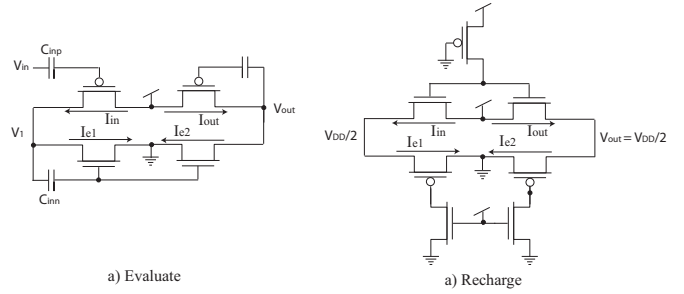 Cinp
Vin
Iin
Iout
Vout
V1
Ie1
Ie2
Cinn
a) Evaluate
VDD/2
Iin
Iout
Vout = VDD/2
Ie1
Ie2
a) Recharge